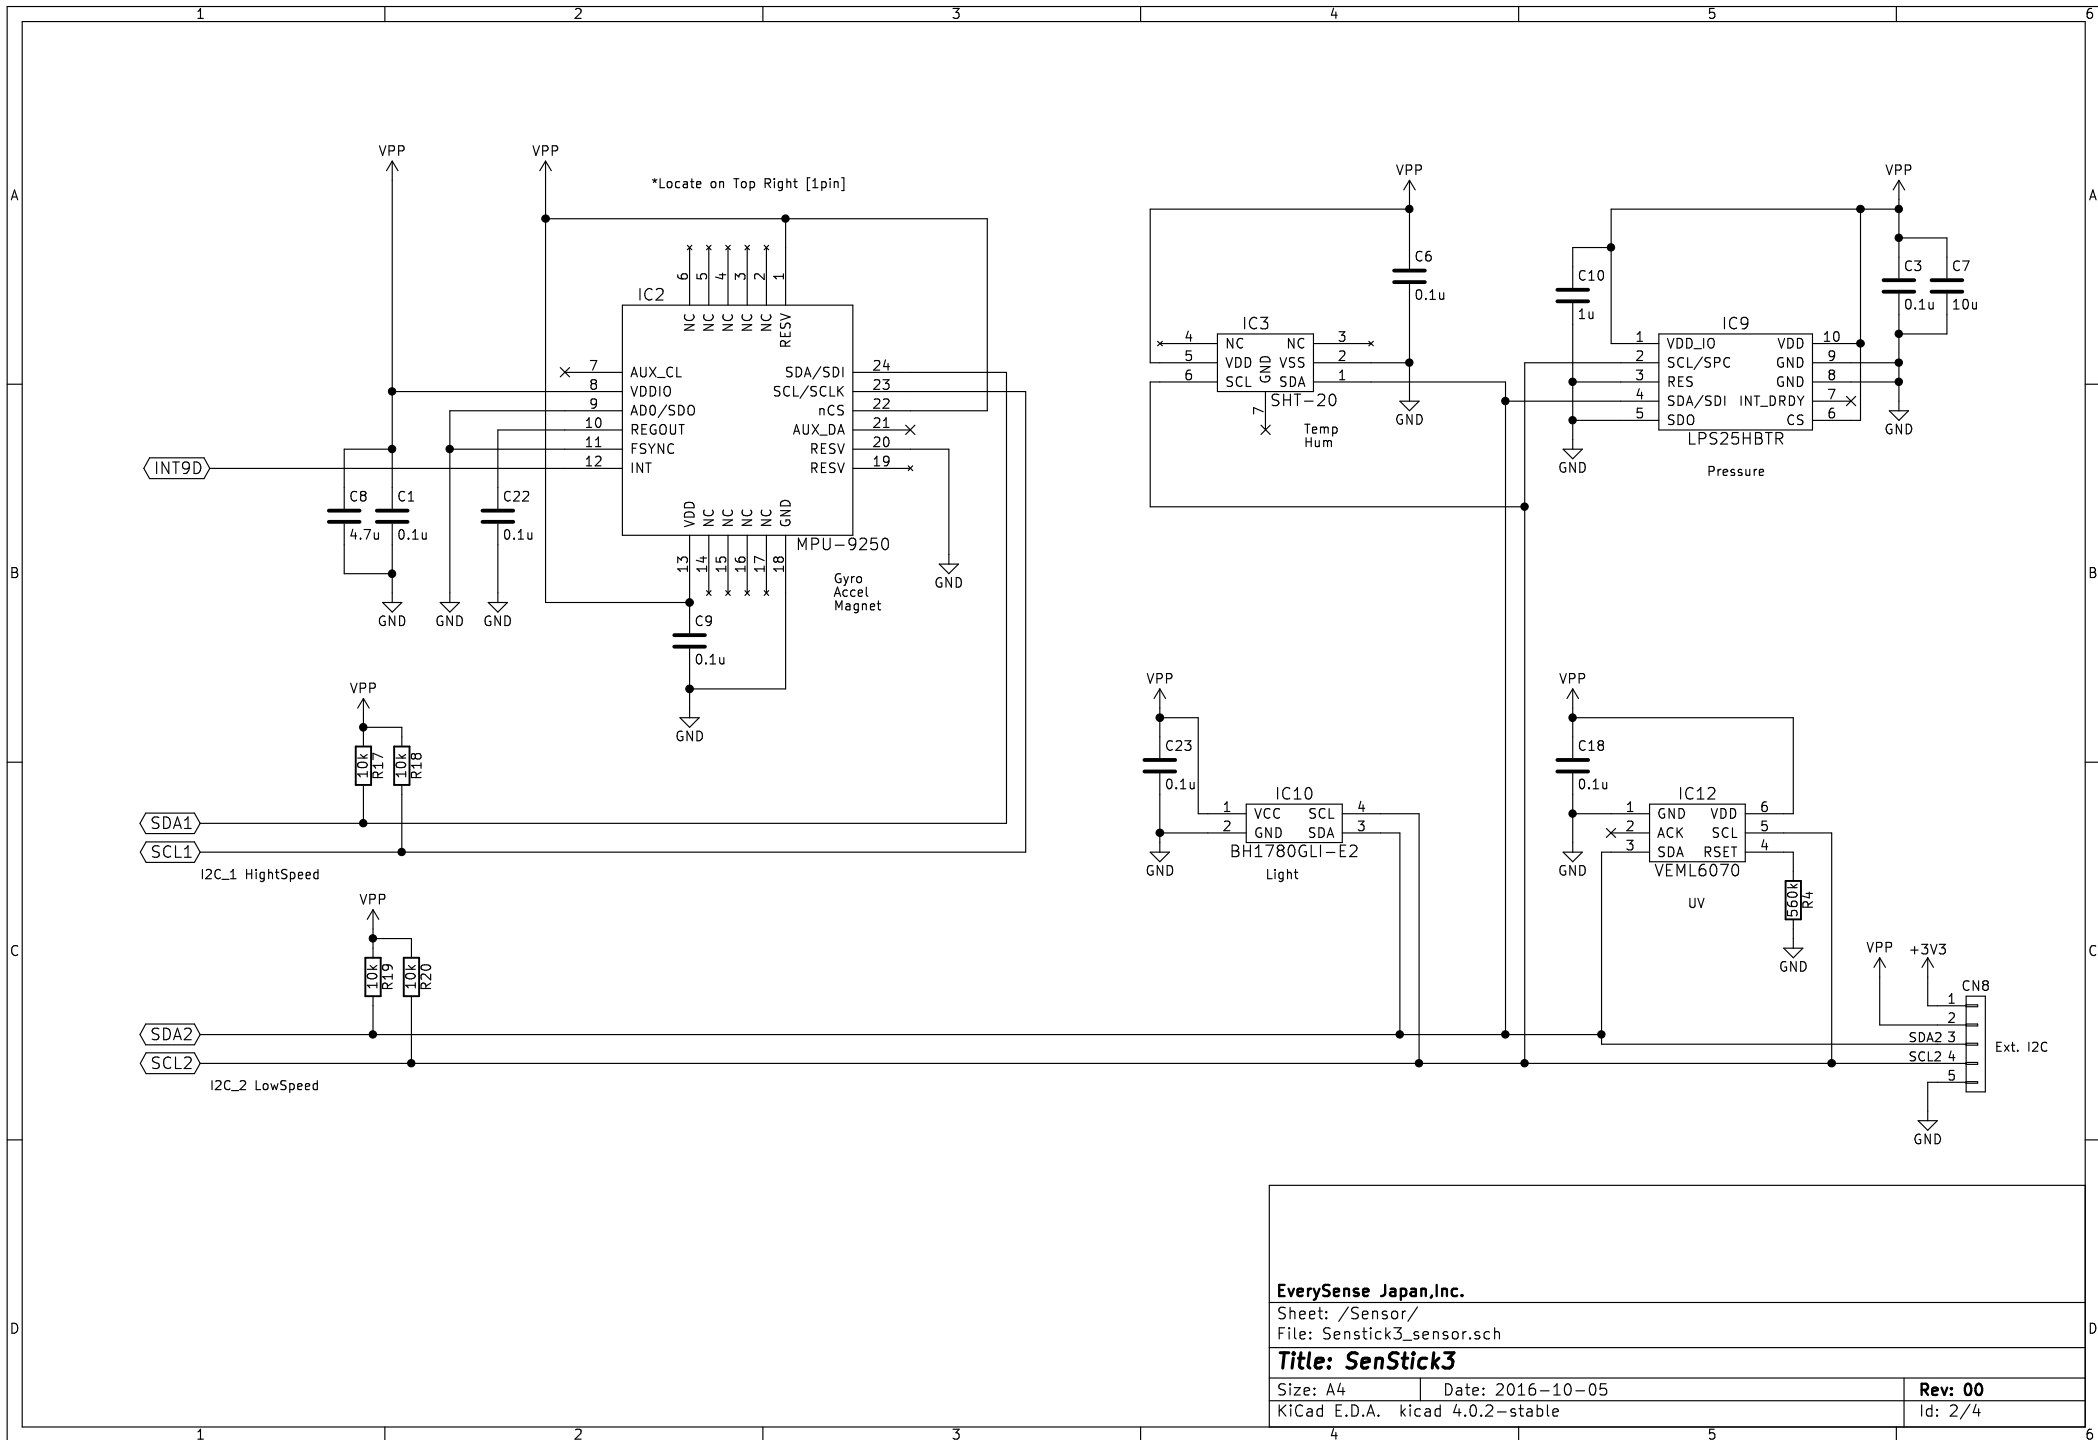 1 2 3 4 5 6
A
B
C
D
A
B
C
D
1 2 3 4 5 6
VPP
VPP
*Locate on Top Right [1pin]
IC2
6 5 4 3 2 1
NC NC NC NC NC RESV
7 AUX_CL
8 VDDIO
9 AD0/SDO
10 REGOUT
11 FSYNC
12 INT
SDA/SDI 24
SCL/SCLK 23
nCS 22
AUX_DA 21
RESV 20
RESV 19
VDD NC NC NC NC GND
13 14 15 16 17 18
MPU-9250
Gyro
Accel
Magnet
INT9D
C8
4.7u
C1
0.1u
C22
0.1u
GND
GND
GND
GND
C9
0.1u
GND
VPP
10k
R17
10k
R18
SDA1
SCL1
I2C_1 HightSpeed
VPP
10k
R19
10k
R20
SDA2
SCL2
I2C_2 LowSpeed
VPP
C6
0.1u
IC3
4 NC NC 3
5 VDD VSS 2
6 SCL SDA 1
GND
7
SHT-20
Temp
Hum
GND
VPP
C10
1u
C3
0.1u
C7
10u
IC9
1 VDD_IO VDD 10
2 SCL/SPC GND 9
3 RES GND 8
4 SDA/SDI INT_DRDY 7
5 SDO CS 6
LPS25HBTR
Pressure
GND
GND
VPP
C23
0.1u
IC10
1 VCC SCL 4
2 GND SDA 3
BH1780GLI-E2
Light
GND
VPP
C18
0.1u
IC12
1 GND VDD 6
2 ACK SCL 5
3 SDA RSET 4
VEML6070
UV
GND
560k
R4
GND
VPP +3V3
CN8
1
2
SDA2 3
SCL2 4
5
Ext. I2C
GND
EverySense Japan,Inc.
Sheet: /Sensor/
File: Senstick3_sensor.sch
Title: SenStick3
Size: A4 Date: 2016-10-05 Rev: 00
KiCad E.D.A. kicad 4.0.2-stable Id: 2/4